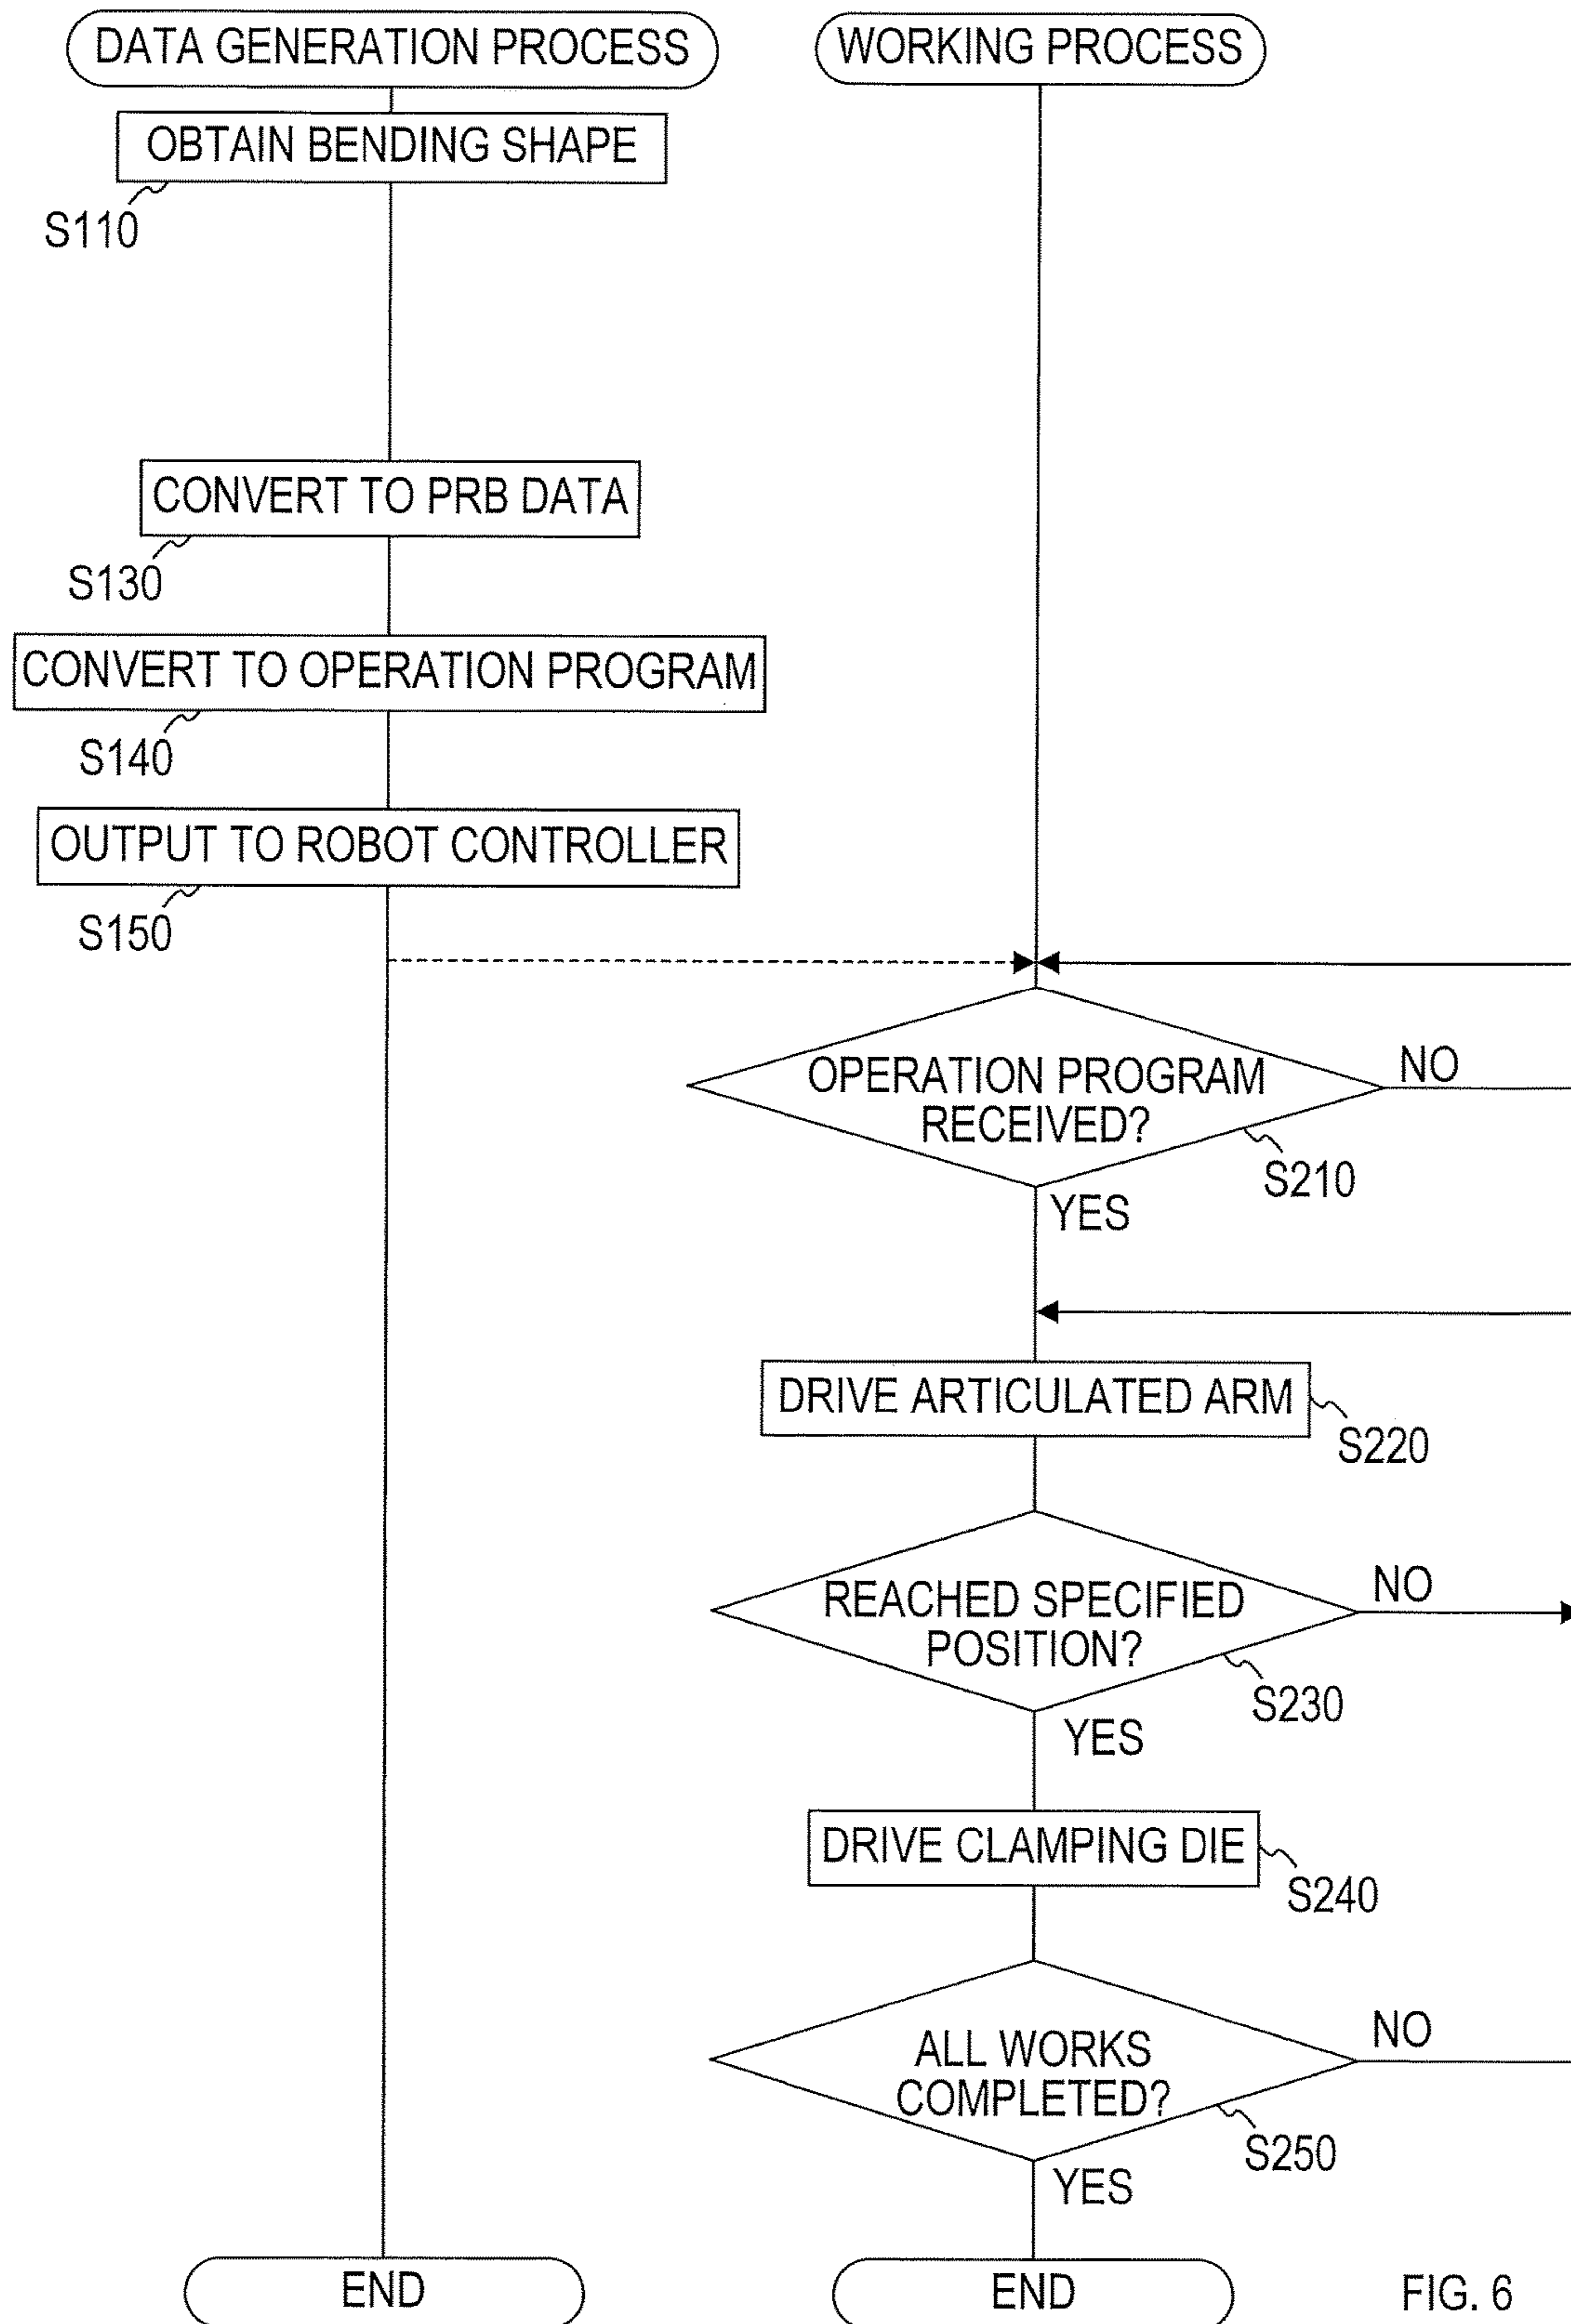 DATA GENERATION PROCESS
OBTAIN BENDING SHAPE
S110
CONVERT TO PRB DATA
S130
CONVERT TO OPERATION PROGRAM
S140
OUTPUT TO ROBOT CONTROLLER
S150
END
WORKING PROCESS
OPERATION PROGRAM
RECEIVED?
NO
S210
YES
DRIVE ARTICULATED ARM
S220
REACHED SPECIFIED
POSITION?
NO
S230
YES
DRIVE CLAMPING DIE
S240
ALL WORKS
COMPLETED?
NO
S250
YES
END
FIG. 6